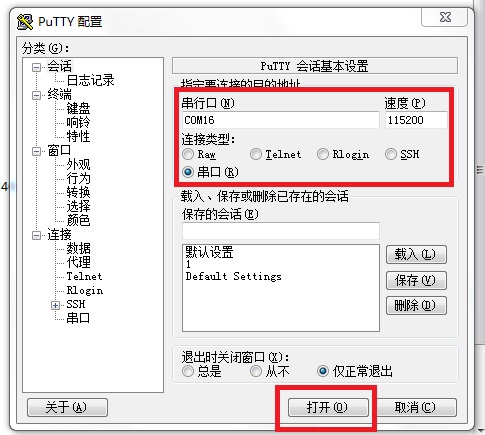 PuTTY 配置
分类(G):
会话
日志记录
终端
键盘
响铃
特性
窗口
外观
行为
转换
选择
颜色
连接
数据
代理
Telnet
Rlogin
SSH
串口
PuTTY 会话基本设置
指定要连接的目的地址
串行口(N) 速度(P)
COM16 115200
连接类型:
Raw Telnet Rlogin SSH
串口(R)
载入、保存或删除已存在的会话
保存的会话(E)
默认设置
1
Default Settings
载入(L)
保存(V)
删除(D)
退出时关闭窗口(X):
总是 从不 仅正常退出
关于(A) 打开(O) 取消(C)